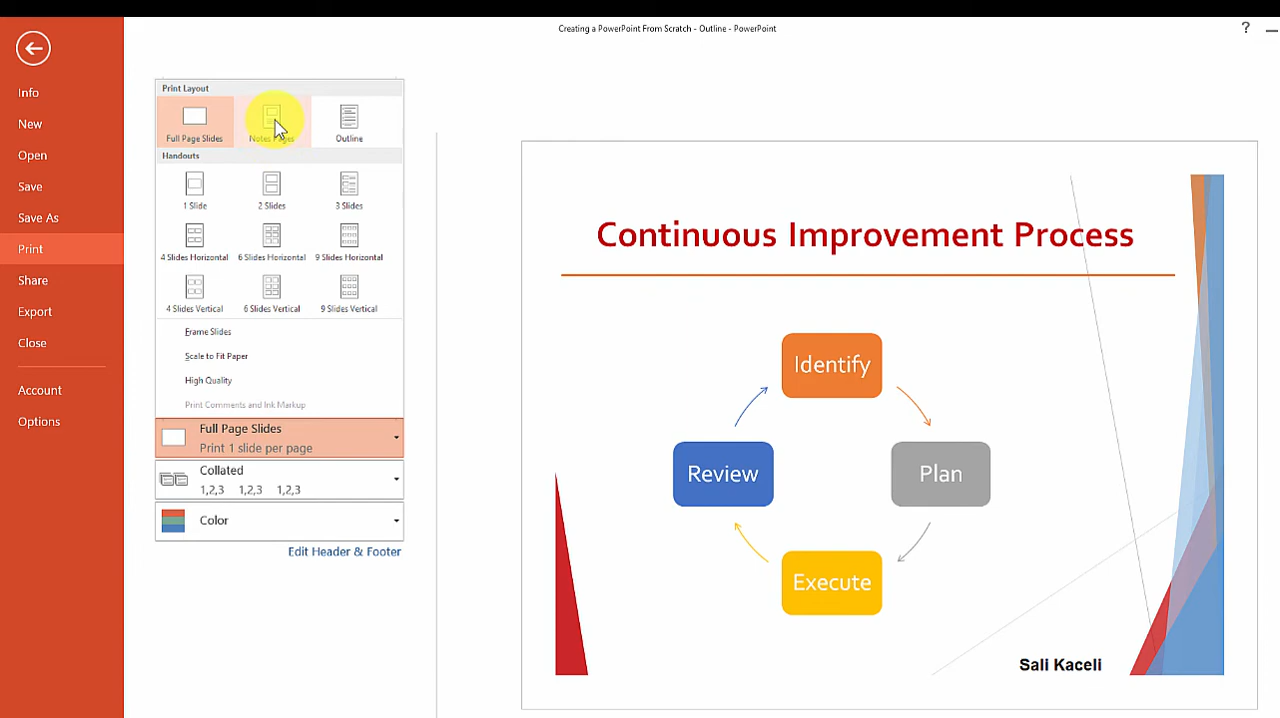 Creating a PowerPoint From Scratch - Outline - PowerPoint
?
Info
New
Open
Save
Save As
Print
Share
Export
Close
Account
Options
Print Layout
Full Page Slides
Notes Pages
Outline
Handouts
1 Slide
2 Slides
3 Slides
4 Slides Horizontal
6 Slides Horizontal
9 Slides Horizontal
4 Slides Vertical
6 Slides Vertical
9 Slides Vertical
Frame Slides
Scale to Fit Paper
High Quality
Print Comments and Ink Markup
Full Page Slides
Print 1 slide per page
Collated
1,2,3 1,2,3 1,2,3
Color
Edit Header & Footer
Continuous Improvement Process
Identify
Plan
Execute
Review
Sali Kaceli